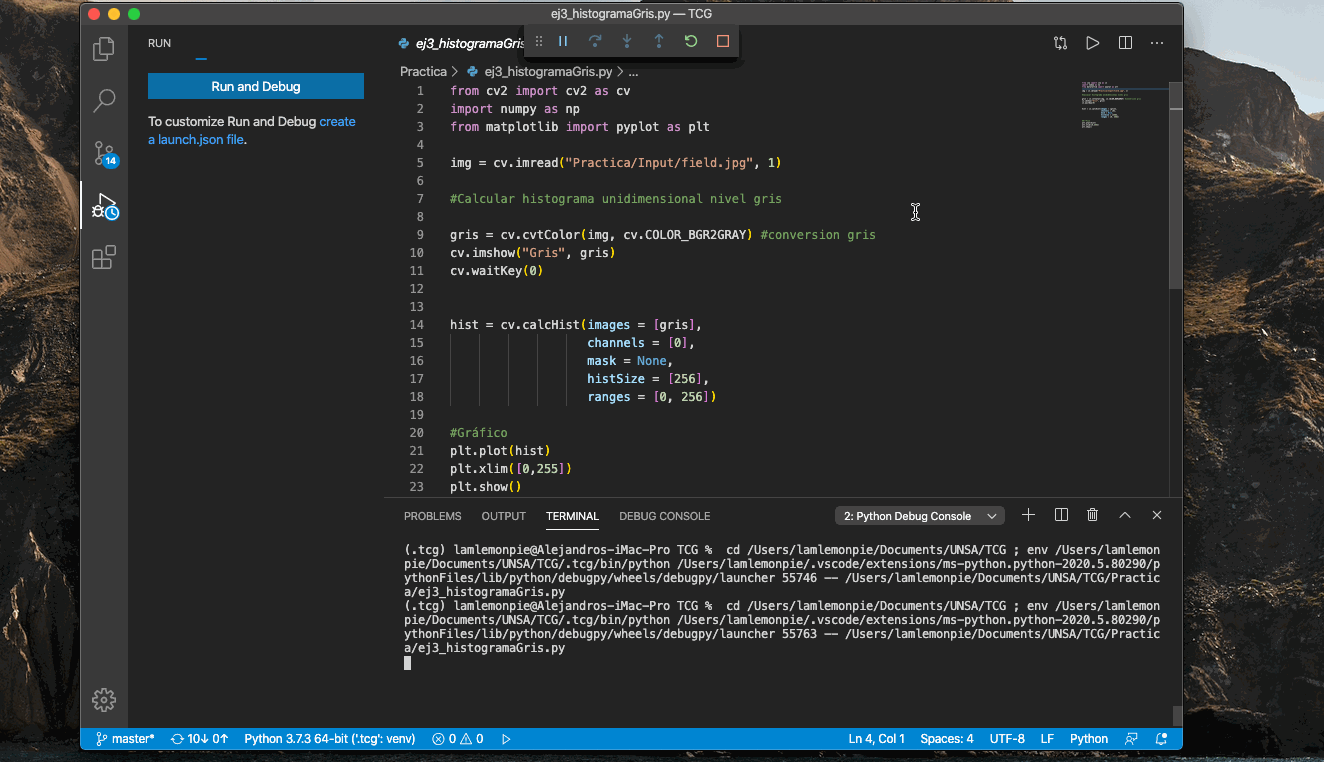 ej3_histogramaGris.py — TCG
RUN
Run and Debug
To customize Run and Debug create
a launch.json file.
14
ej3_histogramaGris
Practica > ej3_histogramaGris.py > ...
1 from cv2 import cv2 as cv
2 import numpy as np
3 from matplotlib import pyplot as plt
4
5 img = cv.imread("Practica/Input/field.jpg", 1)
6
7 #Calcular histograma unidimensional nivel gris
8
9 gris = cv.cvtColor(img, cv.COLOR_BGR2GRAY) #conversion gris
10 cv.imshow("Gris", gris)
11 cv.waitKey(0)
12
13
14 hist = cv.calcHist(images = [gris],
15 channels = [0],
16 mask = None,
17 histSize = [256],
18 ranges = [0, 256])
19
20 #Gráfico
21 plt.plot(hist)
22 plt.xlim([0,255])
23 plt.show()
PROBLEMS OUTPUT TERMINAL DEBUG CONSOLE 2: Python Debug Console
(.tcg) lamlemonpie@Alejandros-iMac-Pro TCG % cd /Users/lamlemonpie/Documents/UNSA/TCG ; env /Users/lamlemon
pie/Documents/UNSA/TCG/.tcg/bin/python /Users/lamlemonpie/.vscode/extensions/ms-python.python-2020.5.80290/p
ythonFiles/lib/python/debugpy/wheels/debugpy/launcher 55746 -- /Users/lamlemonpie/Documents/UNSA/TCG/Practic
a/ej3_histogramaGris.py
(.tcg) lamlemonpie@Alejandros-iMac-Pro TCG % cd /Users/lamlemonpie/Documents/UNSA/TCG ; env /Users/lamlemon
pie/Documents/UNSA/TCG/.tcg/bin/python /Users/lamlemonpie/.vscode/extensions/ms-python.python-2020.5.80290/p
ythonFiles/lib/python/debugpy/wheels/debugpy/launcher 55763 -- /Users/lamlemonpie/Documents/UNSA/TCG/Practic
a/ej3_histogramaGris.py
master* 10↓ 0↑ Python 3.7.3 64-bit ('.tcg': venv) 0 0 Ln 4, Col 1 Spaces: 4 UTF-8 LF Python